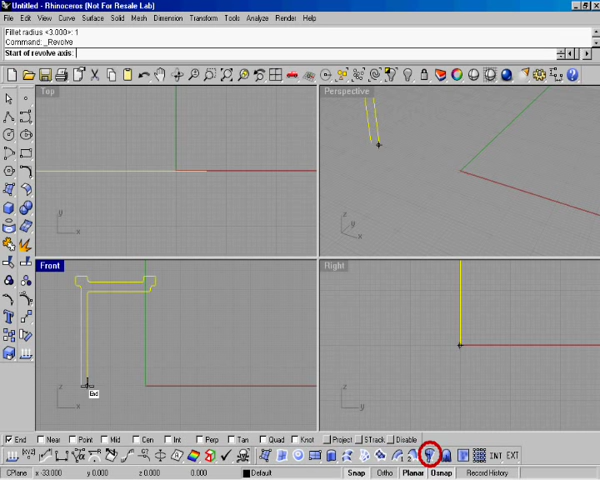 Untitled - Rhinoceros (Not For Resale Lab)
File Edit View Curve Surface Solid Mesh Dimension Transform Tools Analyze Render Help
Fillet radius <3.000>: 1
Command: _Revolve
Start of revolve axis:
Top
Perspective
y
x
z
y
x
Front
Right
End
z
x
z
y
End Near Point Mid Cen Int Perp Tan Quad Knot Project STrack Disable
XYZ
INT EXT
CPlane x -33.000 y 0.000 z 0.000 0.000 Default Snap Ortho Planar Osnap Record History